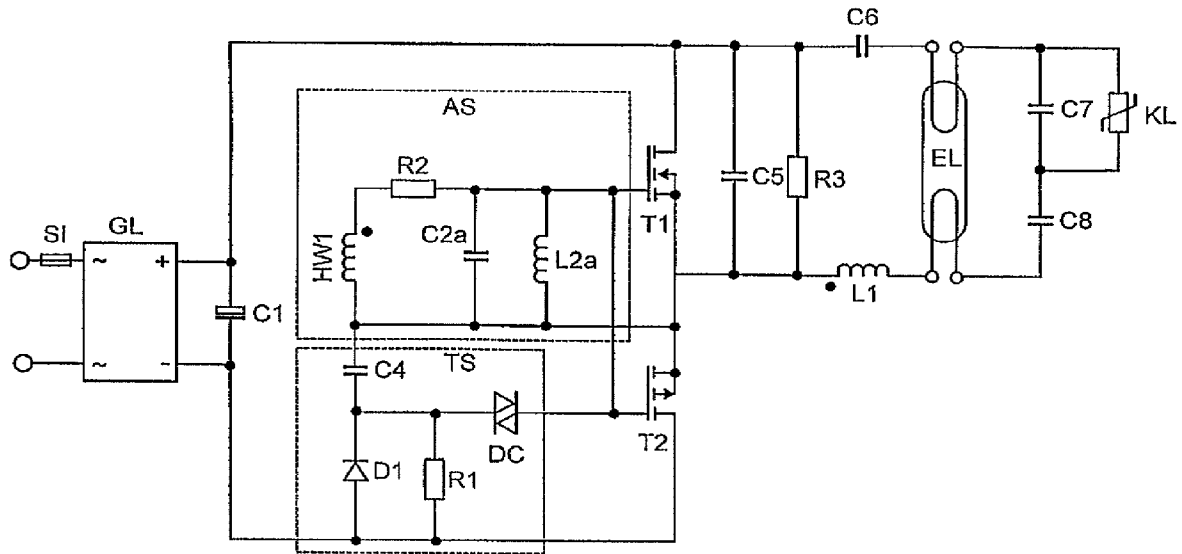 C6
AS
C7
KL
R2
EL
C5
R3
T1
C8
SI
GL
C2a
L2a
HW1
~
+
C1
L1
~
-
TS
C4
T2
DC
D1
R1